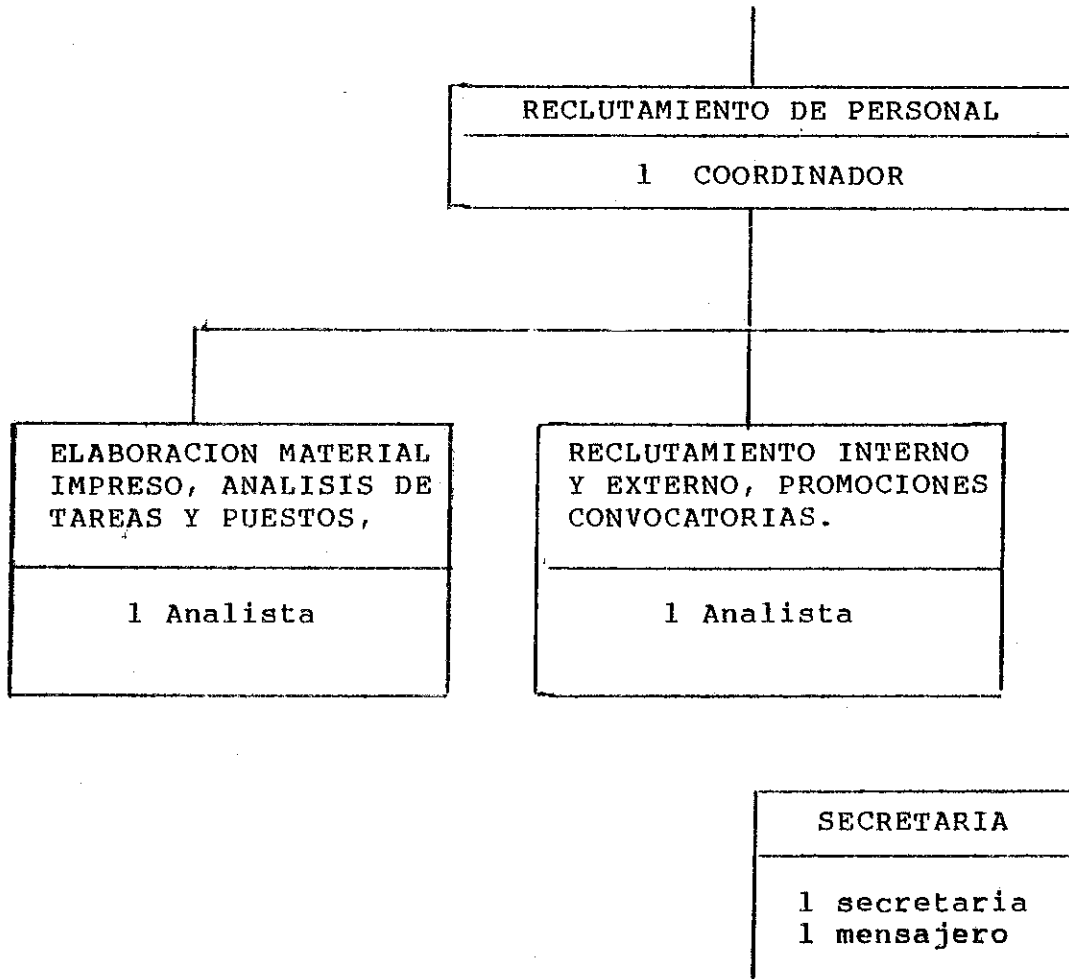 RECLUTAMIENTO DE PERSONAL
1 COORDINADOR
ELABORACION MATERIAL
IMPRESO, ANALISIS DE
TAREAS Y PUESTOS,
1 Analista
RECLUTAMIENTO INTERNO
Y EXTERNO, PROMOCIONES
CONVOCATORIAS.
1 Analista
SECRETARIA
1 secretaria
1 mensajero